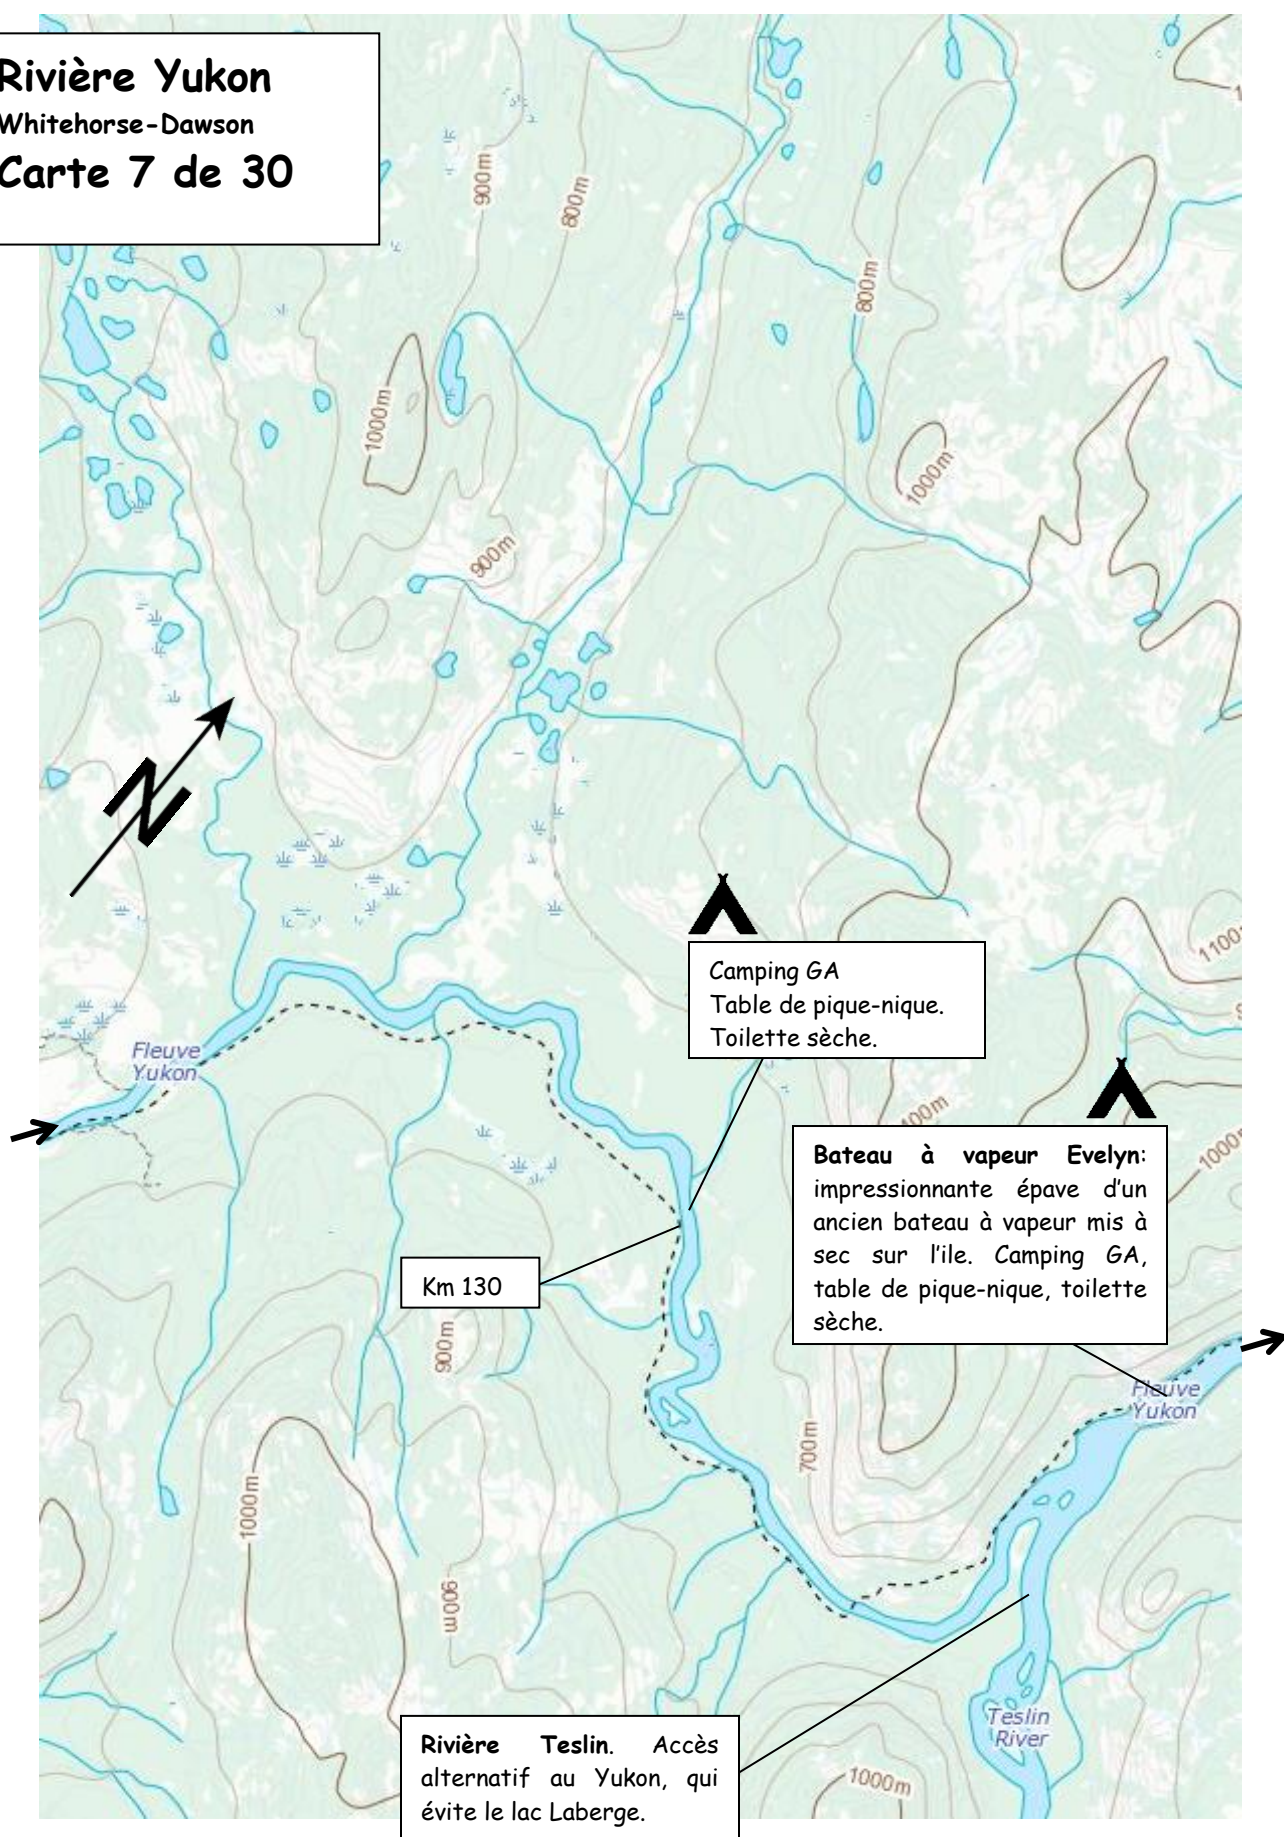 Rivière Yukon
Whitehorse-Dawson
Carte 7 de 30
900m
800m
800m
1000m
1000m
900m
N
Camping GA
Table de pique-nique.
Toilette sèche.
1100
Fleuve
Yukon
Bateau à vapeur Evelyn:
impressionnante épave d'un
ancien bateau à vapeur mis à
sec sur l'ile. Camping GA,
table de pique-nique, toilette
sèche.
1000
Km 130
900m
Fleuve
Yukon
700m
1000m
900m
Teslin
River
Rivière Teslin. Accès
alternatif au Yukon, qui
évite le lac Laberge.
1000m